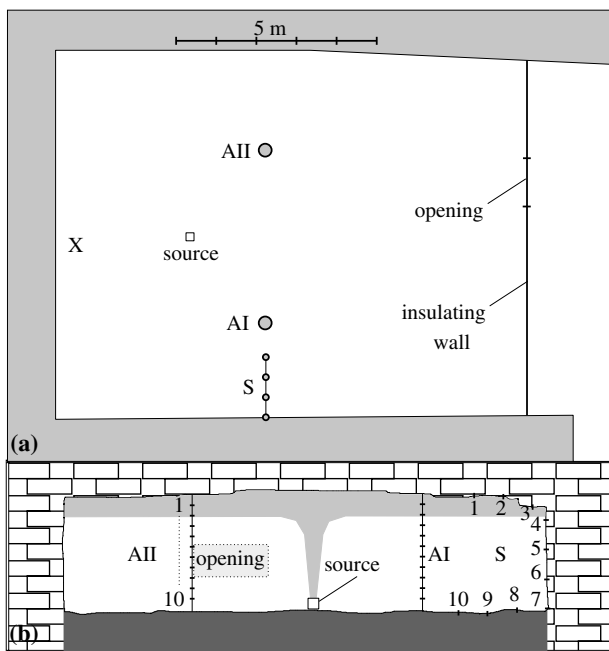 5 m
AII
opening
X
source
AI
insulating
wall
S
(a)
1 1 2 3
4
AII opening source AI S 5
6
10 10 9 8 7
(b)